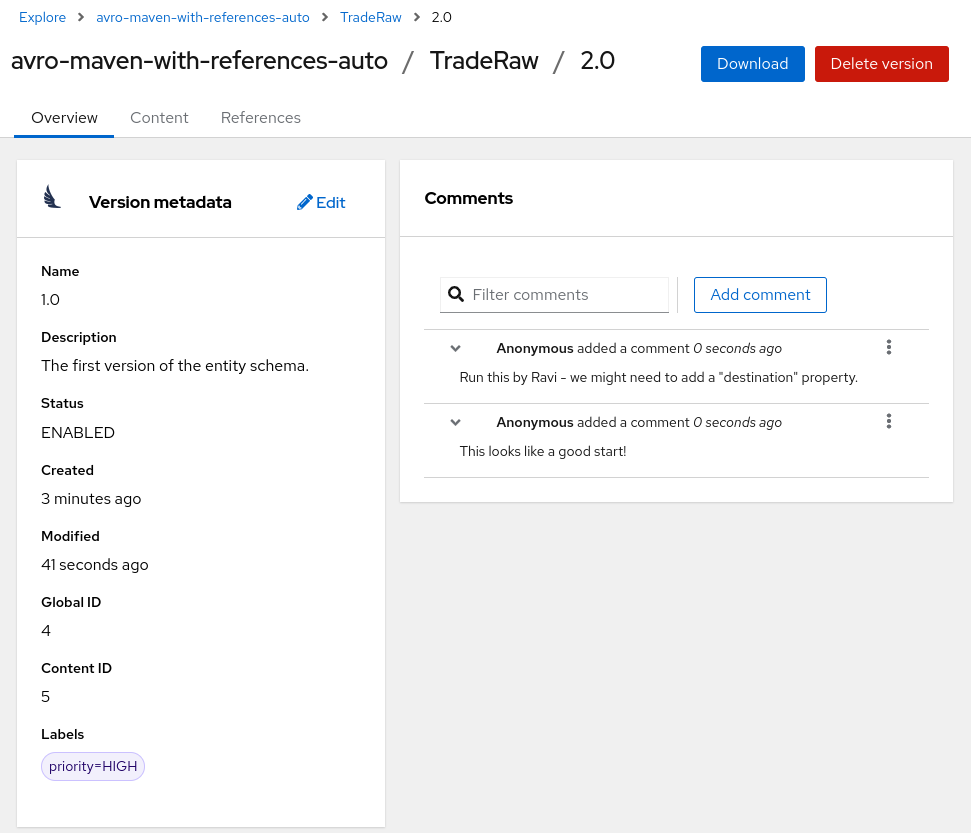 Explore > avro-maven-with-references-auto > TradeRaw > 2.0
avro-maven-with-references-auto / TradeRaw / 2.0
Download
Delete version
Overview
Content
References
Version metadata
Edit
Name
1.0
Description
The first version of the entity schema.
Status
ENABLED
Created
3 minutes ago
Modified
41 seconds ago
Global ID
4
Content ID
5
Labels
priority=HIGH
Comments
Filter comments
Add comment
Anonymous added a comment 0 seconds ago
Run this by Ravi - we might need to add a "destination" property.
Anonymous added a comment 0 seconds ago
This looks like a good start!